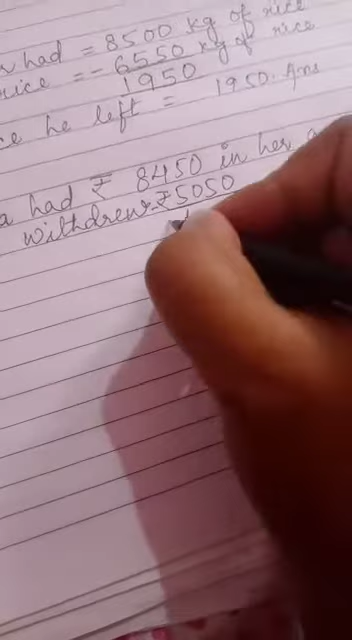 had = 8500 kg of rice
rice = - 6550 kg of rice
1950
he left = 1950. Ans
a had ₹ 8450 in her
withdrew ₹ 5050